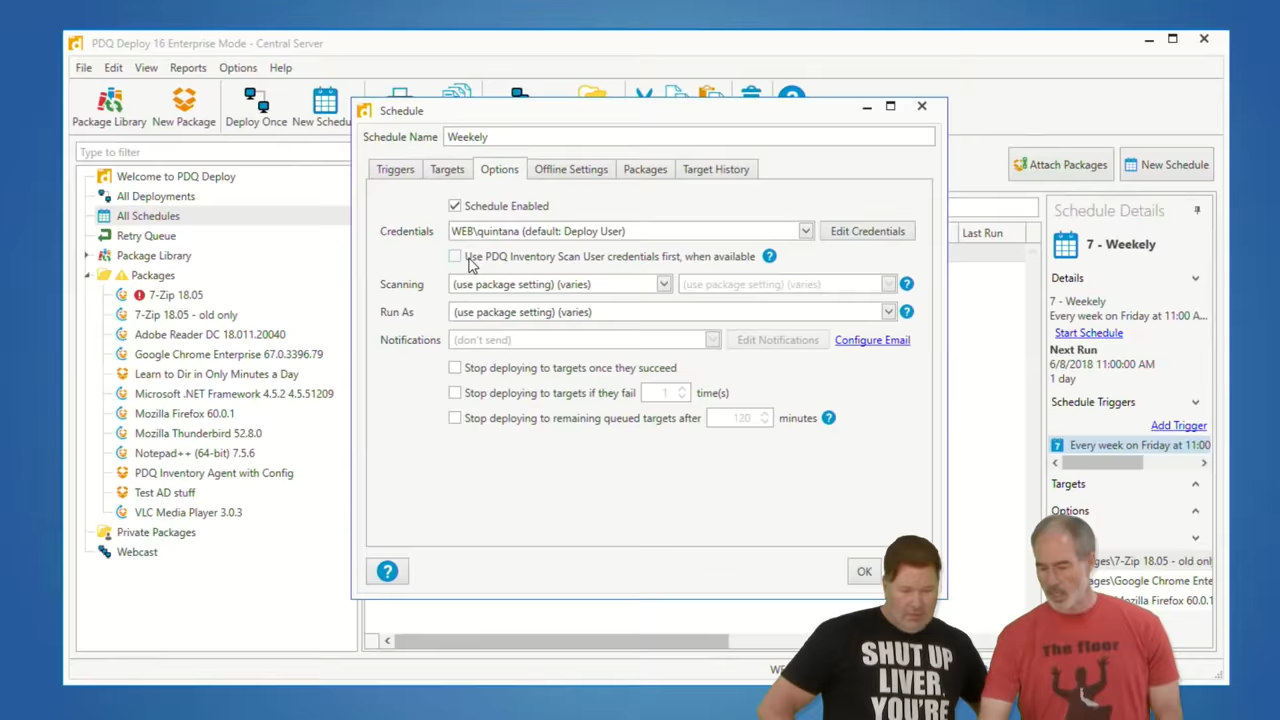 PDQ Deploy 16 Enterprise Mode - Central Server
File Edit View Reports Options Help
Package Library New Package Deploy Once New Schedu
Type to filter
Welcome to PDQ Deploy
All Deployments
All Schedules
Retry Queue
Package Library
Packages
7-Zip 18.05
7-Zip 18.05 - old only
Adobe Reader DC 18.011.20040
Google Chrome Enterprise 67.0.3396.79
Learn to Dir in Only Minutes a Day
Microsoft .NET Framework 4.5.2 4.5.51209
Mozilla Firefox 60.0.1
Mozilla Thunderbird 52.8.0
Notepad++ (64-bit) 7.5.6
PDQ Inventory Agent with Config
Test AD stuff
VLC Media Player 3.0.3
Private Packages
Webcast
Schedule
Schedule Name Weekely
Triggers Targets Options Offline Settings Packages Target History
Schedule Enabled
Credentials WEB\quintana (default: Deploy User) Edit Credentials
Use PDQ Inventory Scan User credentials first, when available
Scanning (use package setting) (varies) (use package setting) (varies)
Run As (use package setting) (varies)
Notifications (don't send) Edit Notifications Configure Email
Stop deploying to targets once they succeed
Stop deploying to targets if they fail 1 time(s)
Stop deploying to remaining queued targets after 120 minutes
OK
Attach Packages New Schedule
Last Run
Schedule Details
7 - Weekely
Details
7 - Weekely
Every week on Friday at 11:00 A...
Start Schedule
Next Run
6/8/2018 11:00:00 AM
1 day
Schedule Triggers
Add Trigger
Every week on Friday at 11:00
Targets
Options
ages\7-Zip 18.05 - old onl
ages\Google Chrome Ente
es\Mozilla Firefox 60.0.1
SHUT UP
LIVER,
YOU'RE
The floor